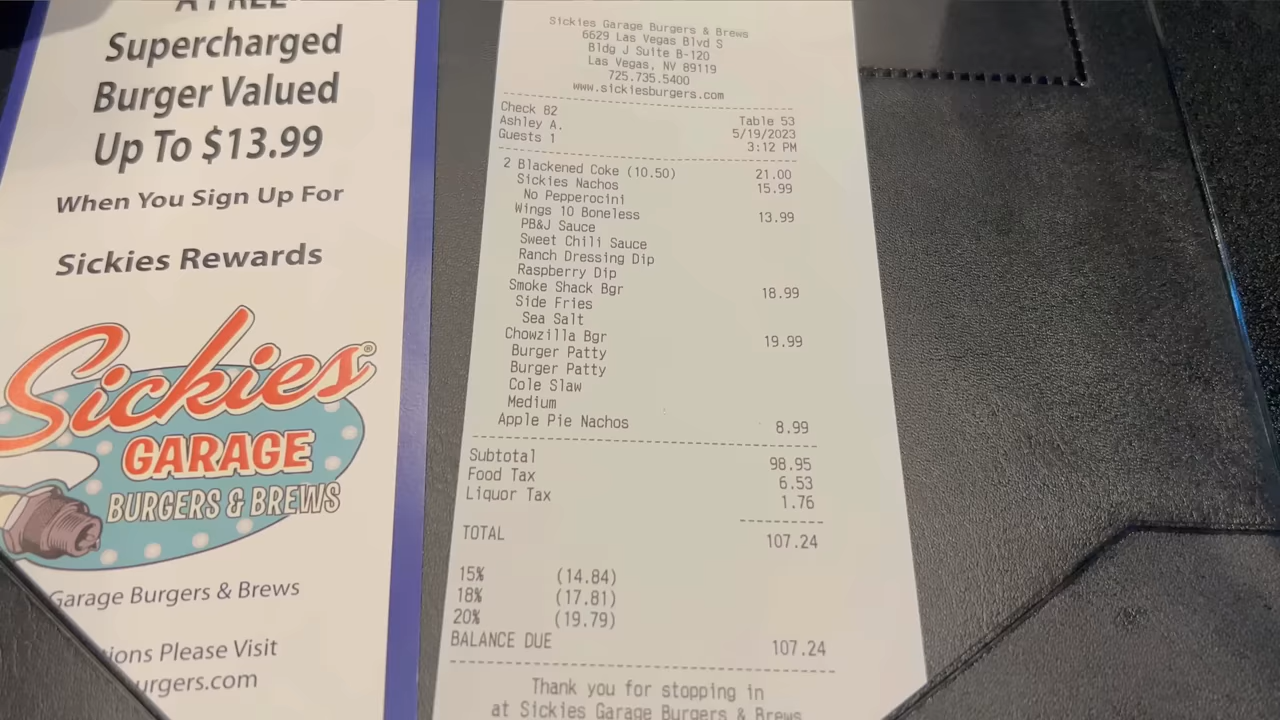 A FREE
Supercharged
Burger Valued
Up To $13.99
When You Sign Up For
Sickies Rewards
Sickies®
GARAGE
BURGERS & BREWS
Garage Burgers & Brews
ions Please Visit
urgers.com
Sickies Garage Burgers & Brews
6629 Las Vegas Blvd S
Bldg J Suite B-120
Las Vegas, NV 89119
725.735.5400
www.sickiesburgers.com
Check 82 Table 53
Ashley A. 5/19/2023
Guests 1 3:12 PM
2 Blackened Coke (10.50) 21.00
Sickies Nachos 15.99
No Pepperocini
Wings 10 Boneless 13.99
PB&J Sauce
Sweet Chili Sauce
Ranch Dressing Dip
Raspberry Dip
Smoke Shack Bgr 18.99
Side Fries
Sea Salt
Chowzilla Bgr 19.99
Burger Patty
Burger Patty
Cole Slaw
Medium
Apple Pie Nachos 8.99
Subtotal 98.95
Food Tax 6.53
Liquor Tax 1.76
TOTAL 107.24
15% (14.84)
18% (17.81)
20% (19.79)
BALANCE DUE 107.24
Thank you for stopping in
at Sickies Garage Burgers & Brews